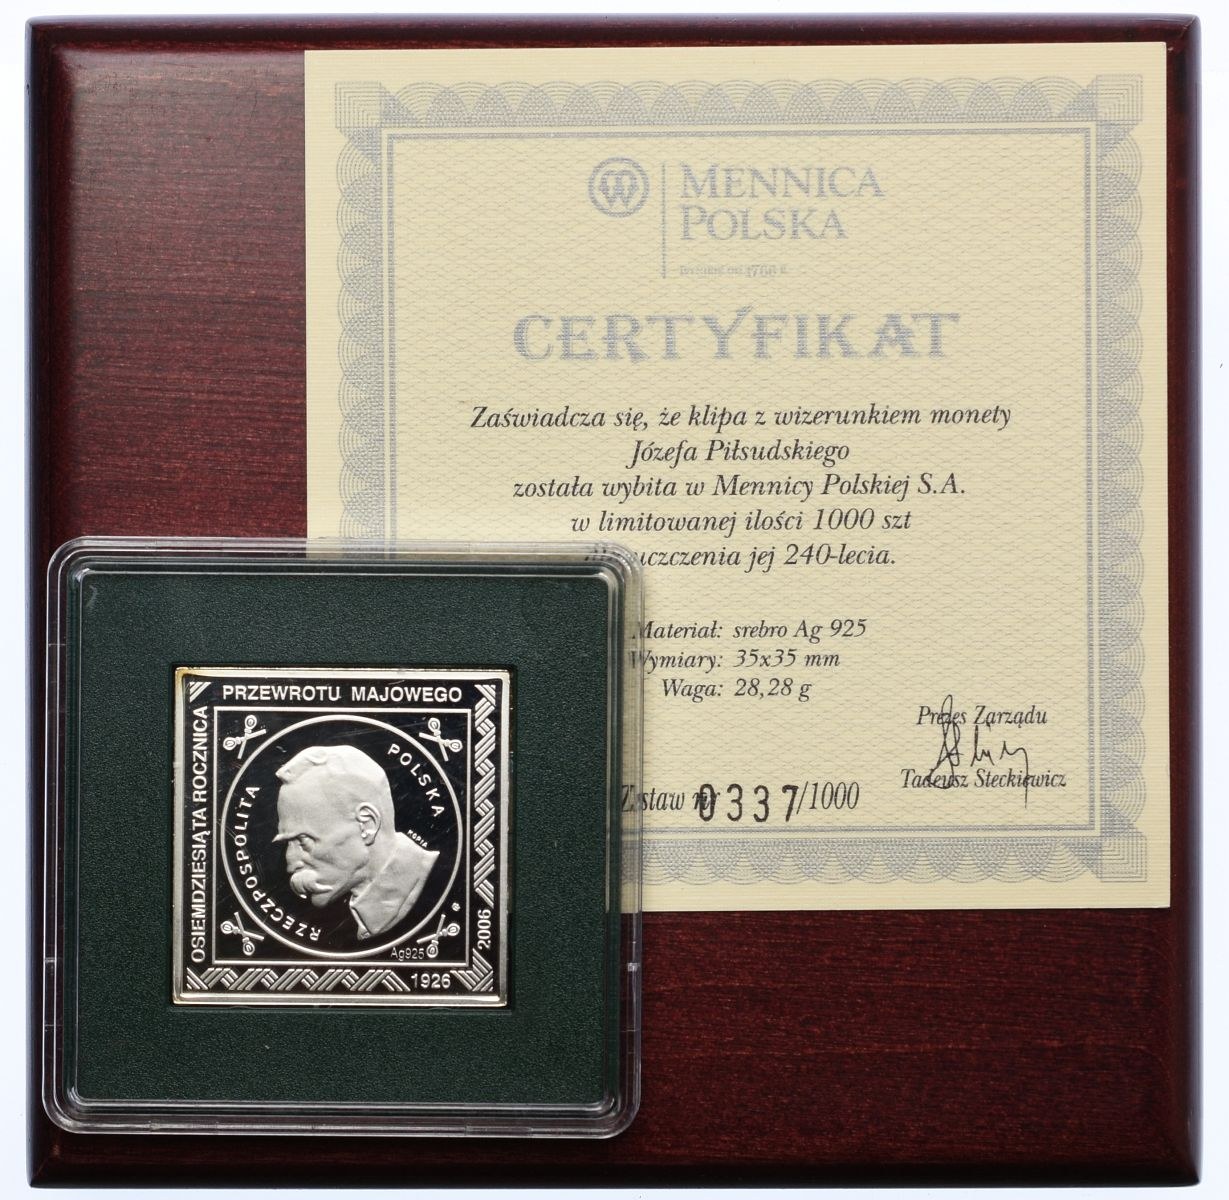 MENNICA
POLSKA
CERTYFIKAT
Zaświadcza się, że klipa z wizerunkiem monety
Józefa Piłsudskiego
została wybita w Mennicy Polskiej S.A.
w limitowanej ilości 1000 szt
jej 240-lecia.
Materiał: srebro Ag 925
Wymiary: 35x35 mm
Waga: 28,28 g
Prezes Zarządu
Tadeusz Steckiewicz
Zestaw nr 0337/1000
OSIEMDZIESIĄTA ROCZNICA
PRZEWROTU MAJOWEGO
1926
2006
RZECZPOSPOLITA
POLSKA
KOPIA
Ag925